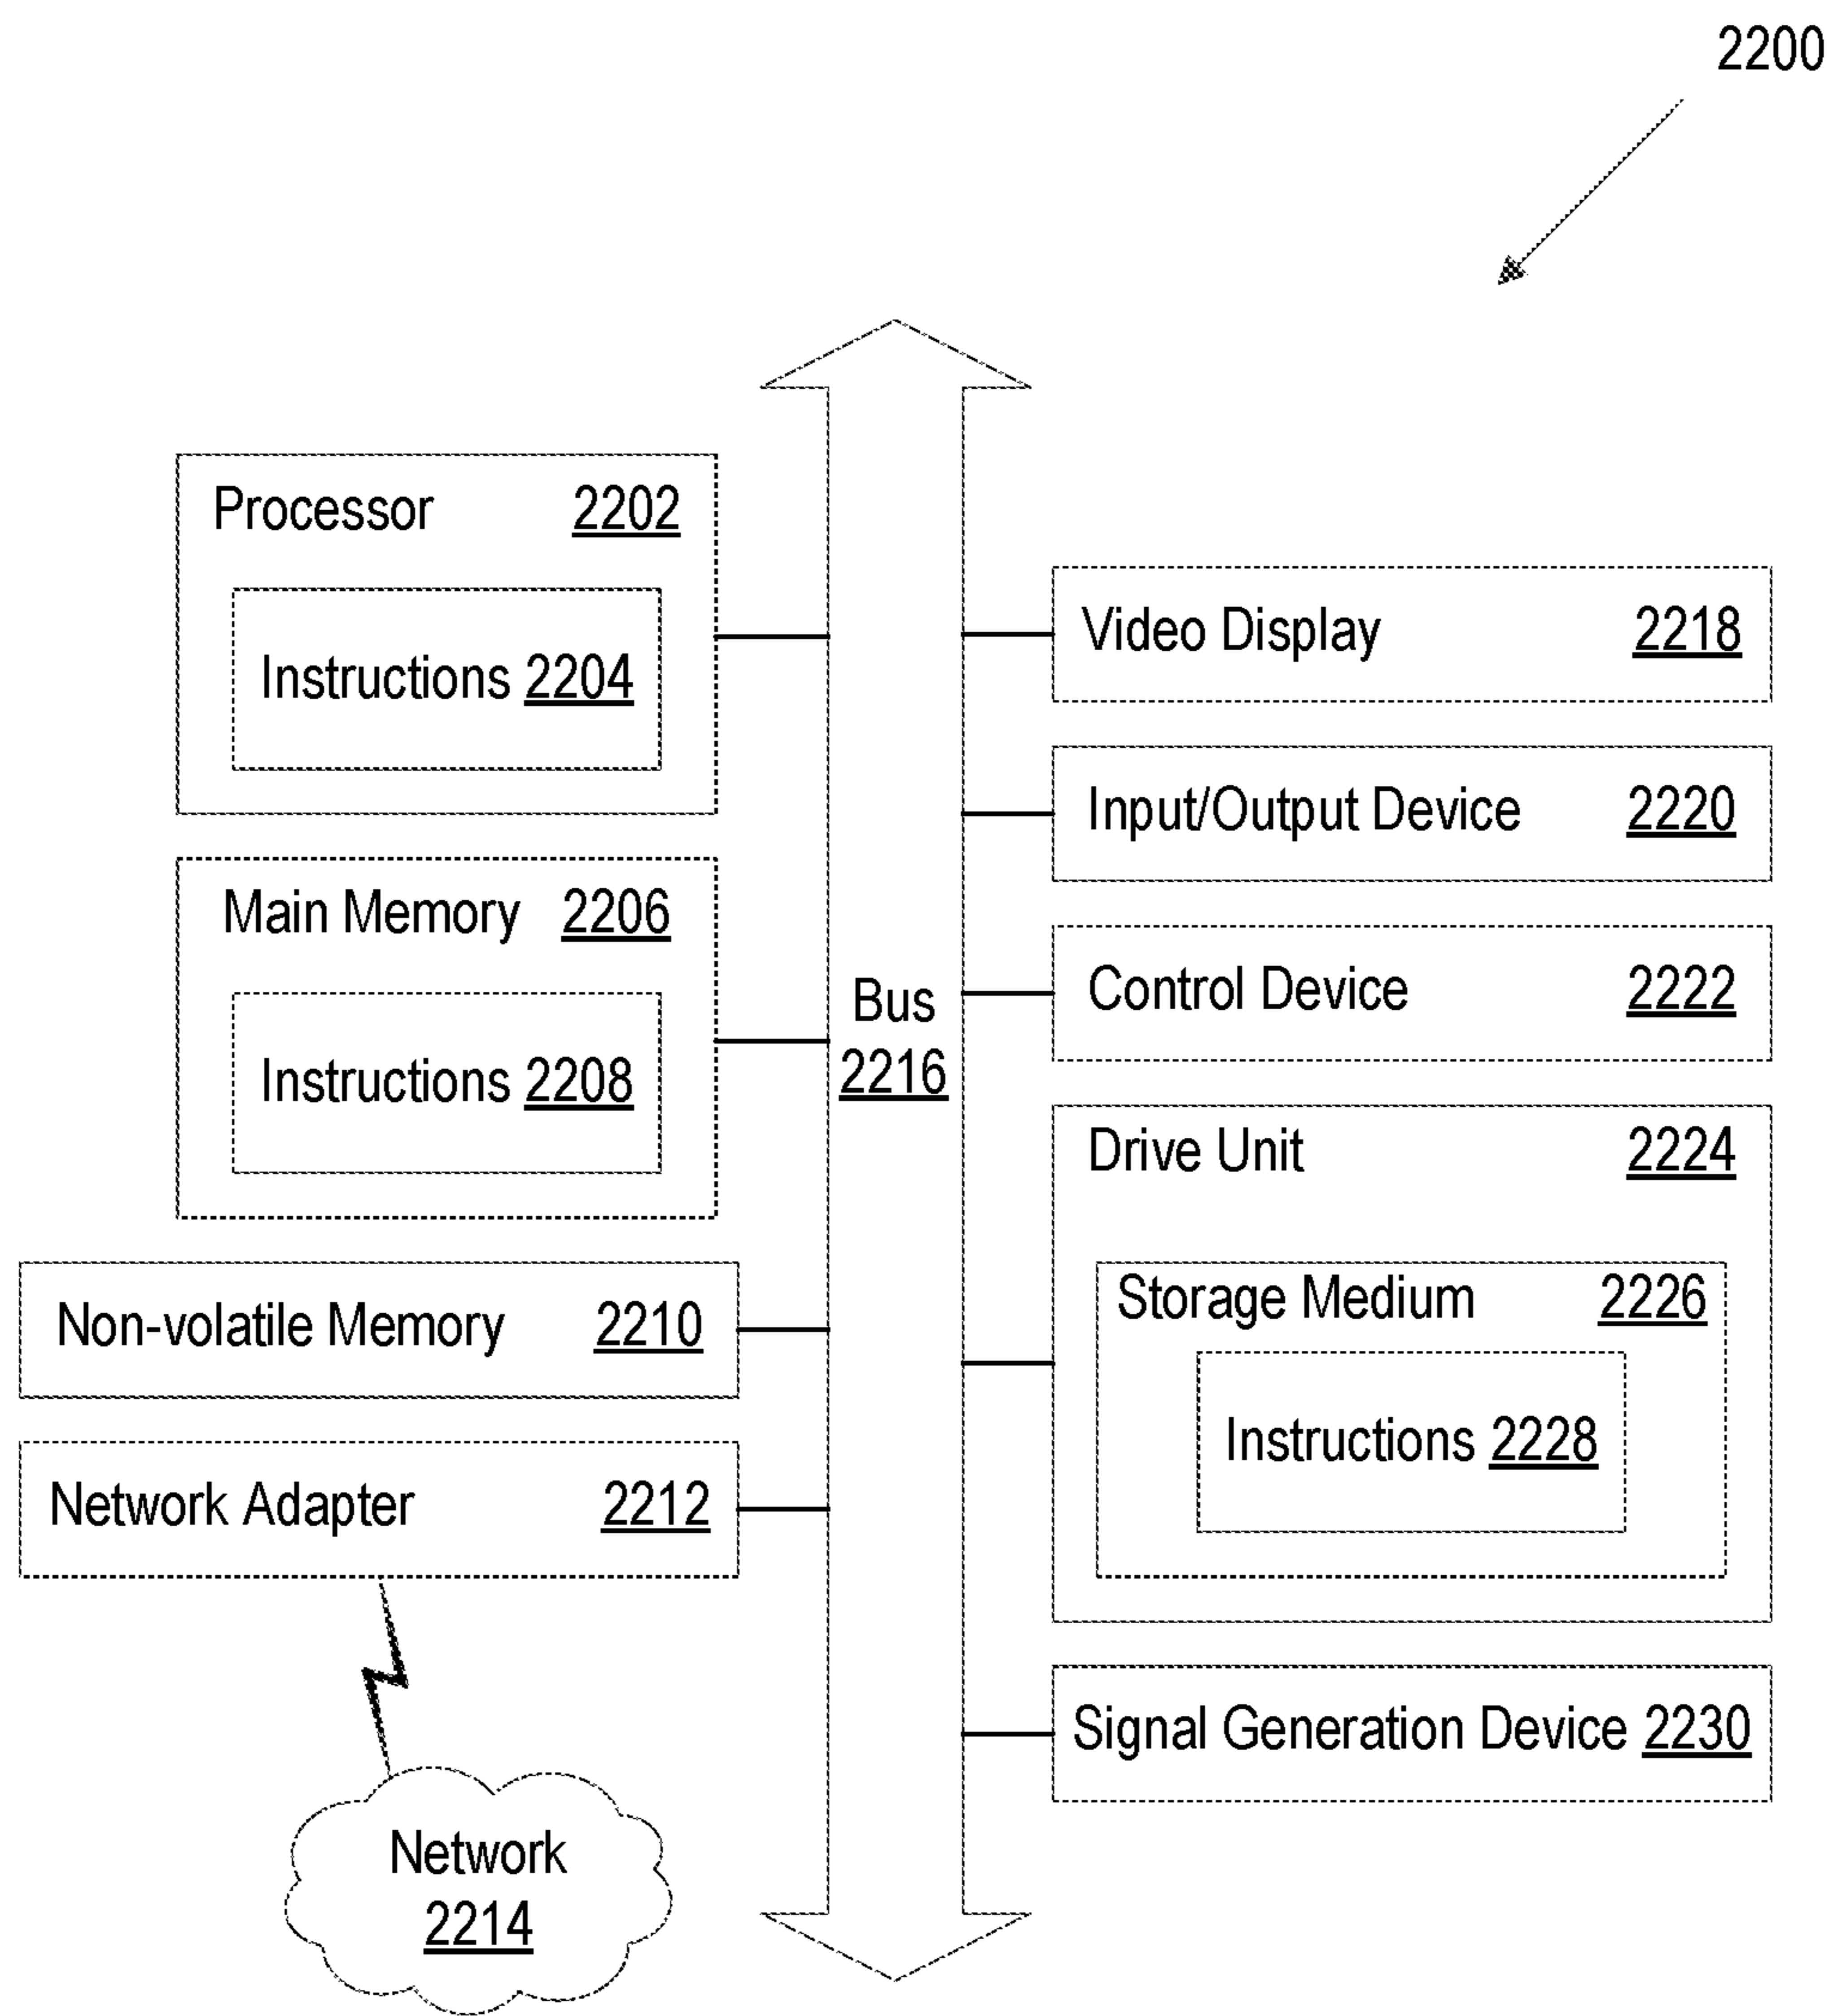 2200
Processor 2202
Instructions 2204
Main Memory 2206
Instructions 2208
Non-volatile Memory 2210
Network Adapter 2212
Network
2214
Bus
2216
Video Display 2218
Input/Output Device 2220
Control Device 2222
Drive Unit 2224
Storage Medium 2226
Instructions 2228
Signal Generation Device 2230